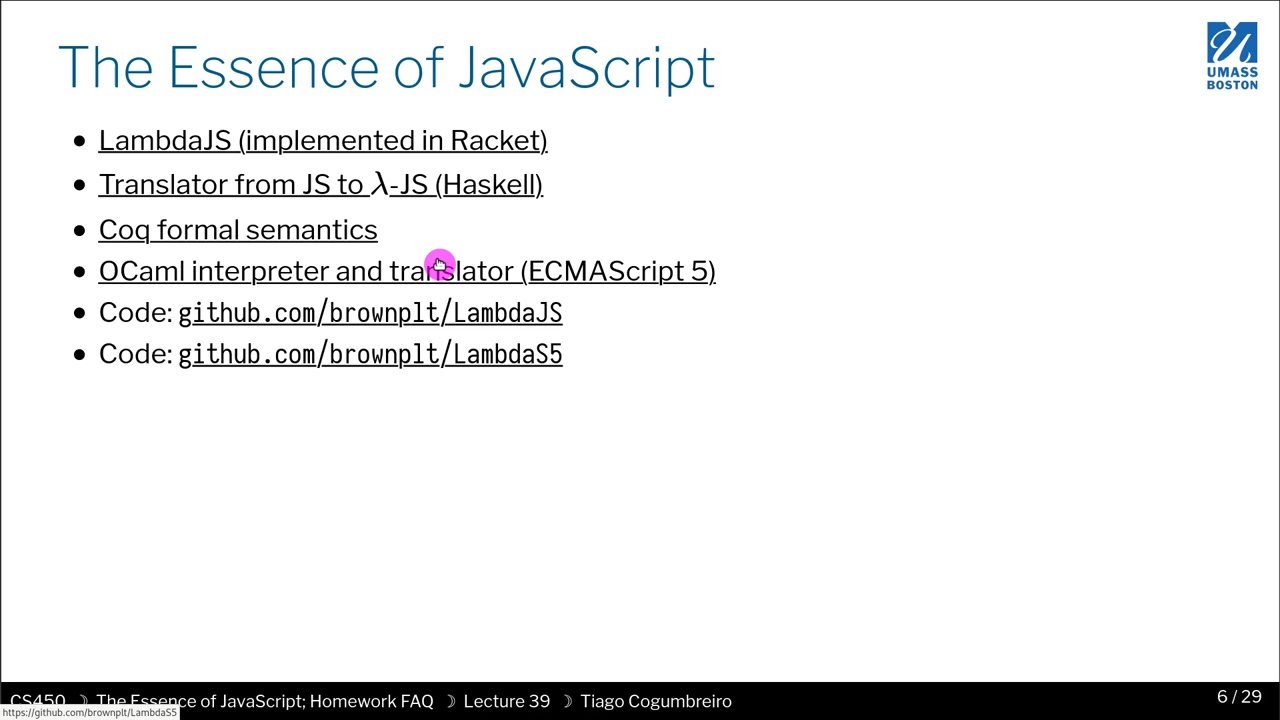 The Essence of JavaScript
UMASS
BOSTON
LambdaJS (implemented in Racket)
Translator from JS to λ-JS (Haskell)
Coq formal semantics
OCaml interpreter and translator (ECMAScript 5)
Code: github.com/brownplt/LambdaJS
Code: github.com/brownplt/LambdaS5
CS450 ☽ The Essence of JavaScript; Homework FAQ ☽ Lecture 39 ☽ Tiago Cogumbreiro
6 / 29
https://github.com/brownplt/LambdaS5